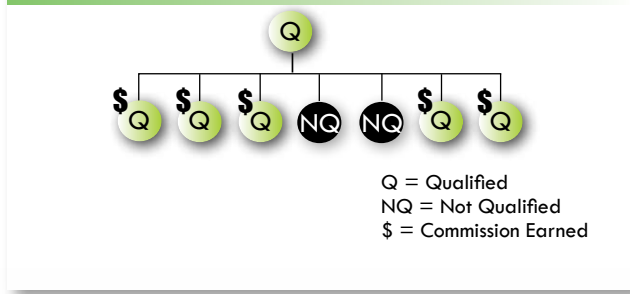 Q
$ $ $ $ $
Q Q Q NQ NQ Q Q
Q = Qualified
NQ = Not Qualified
$ = Commission Earned